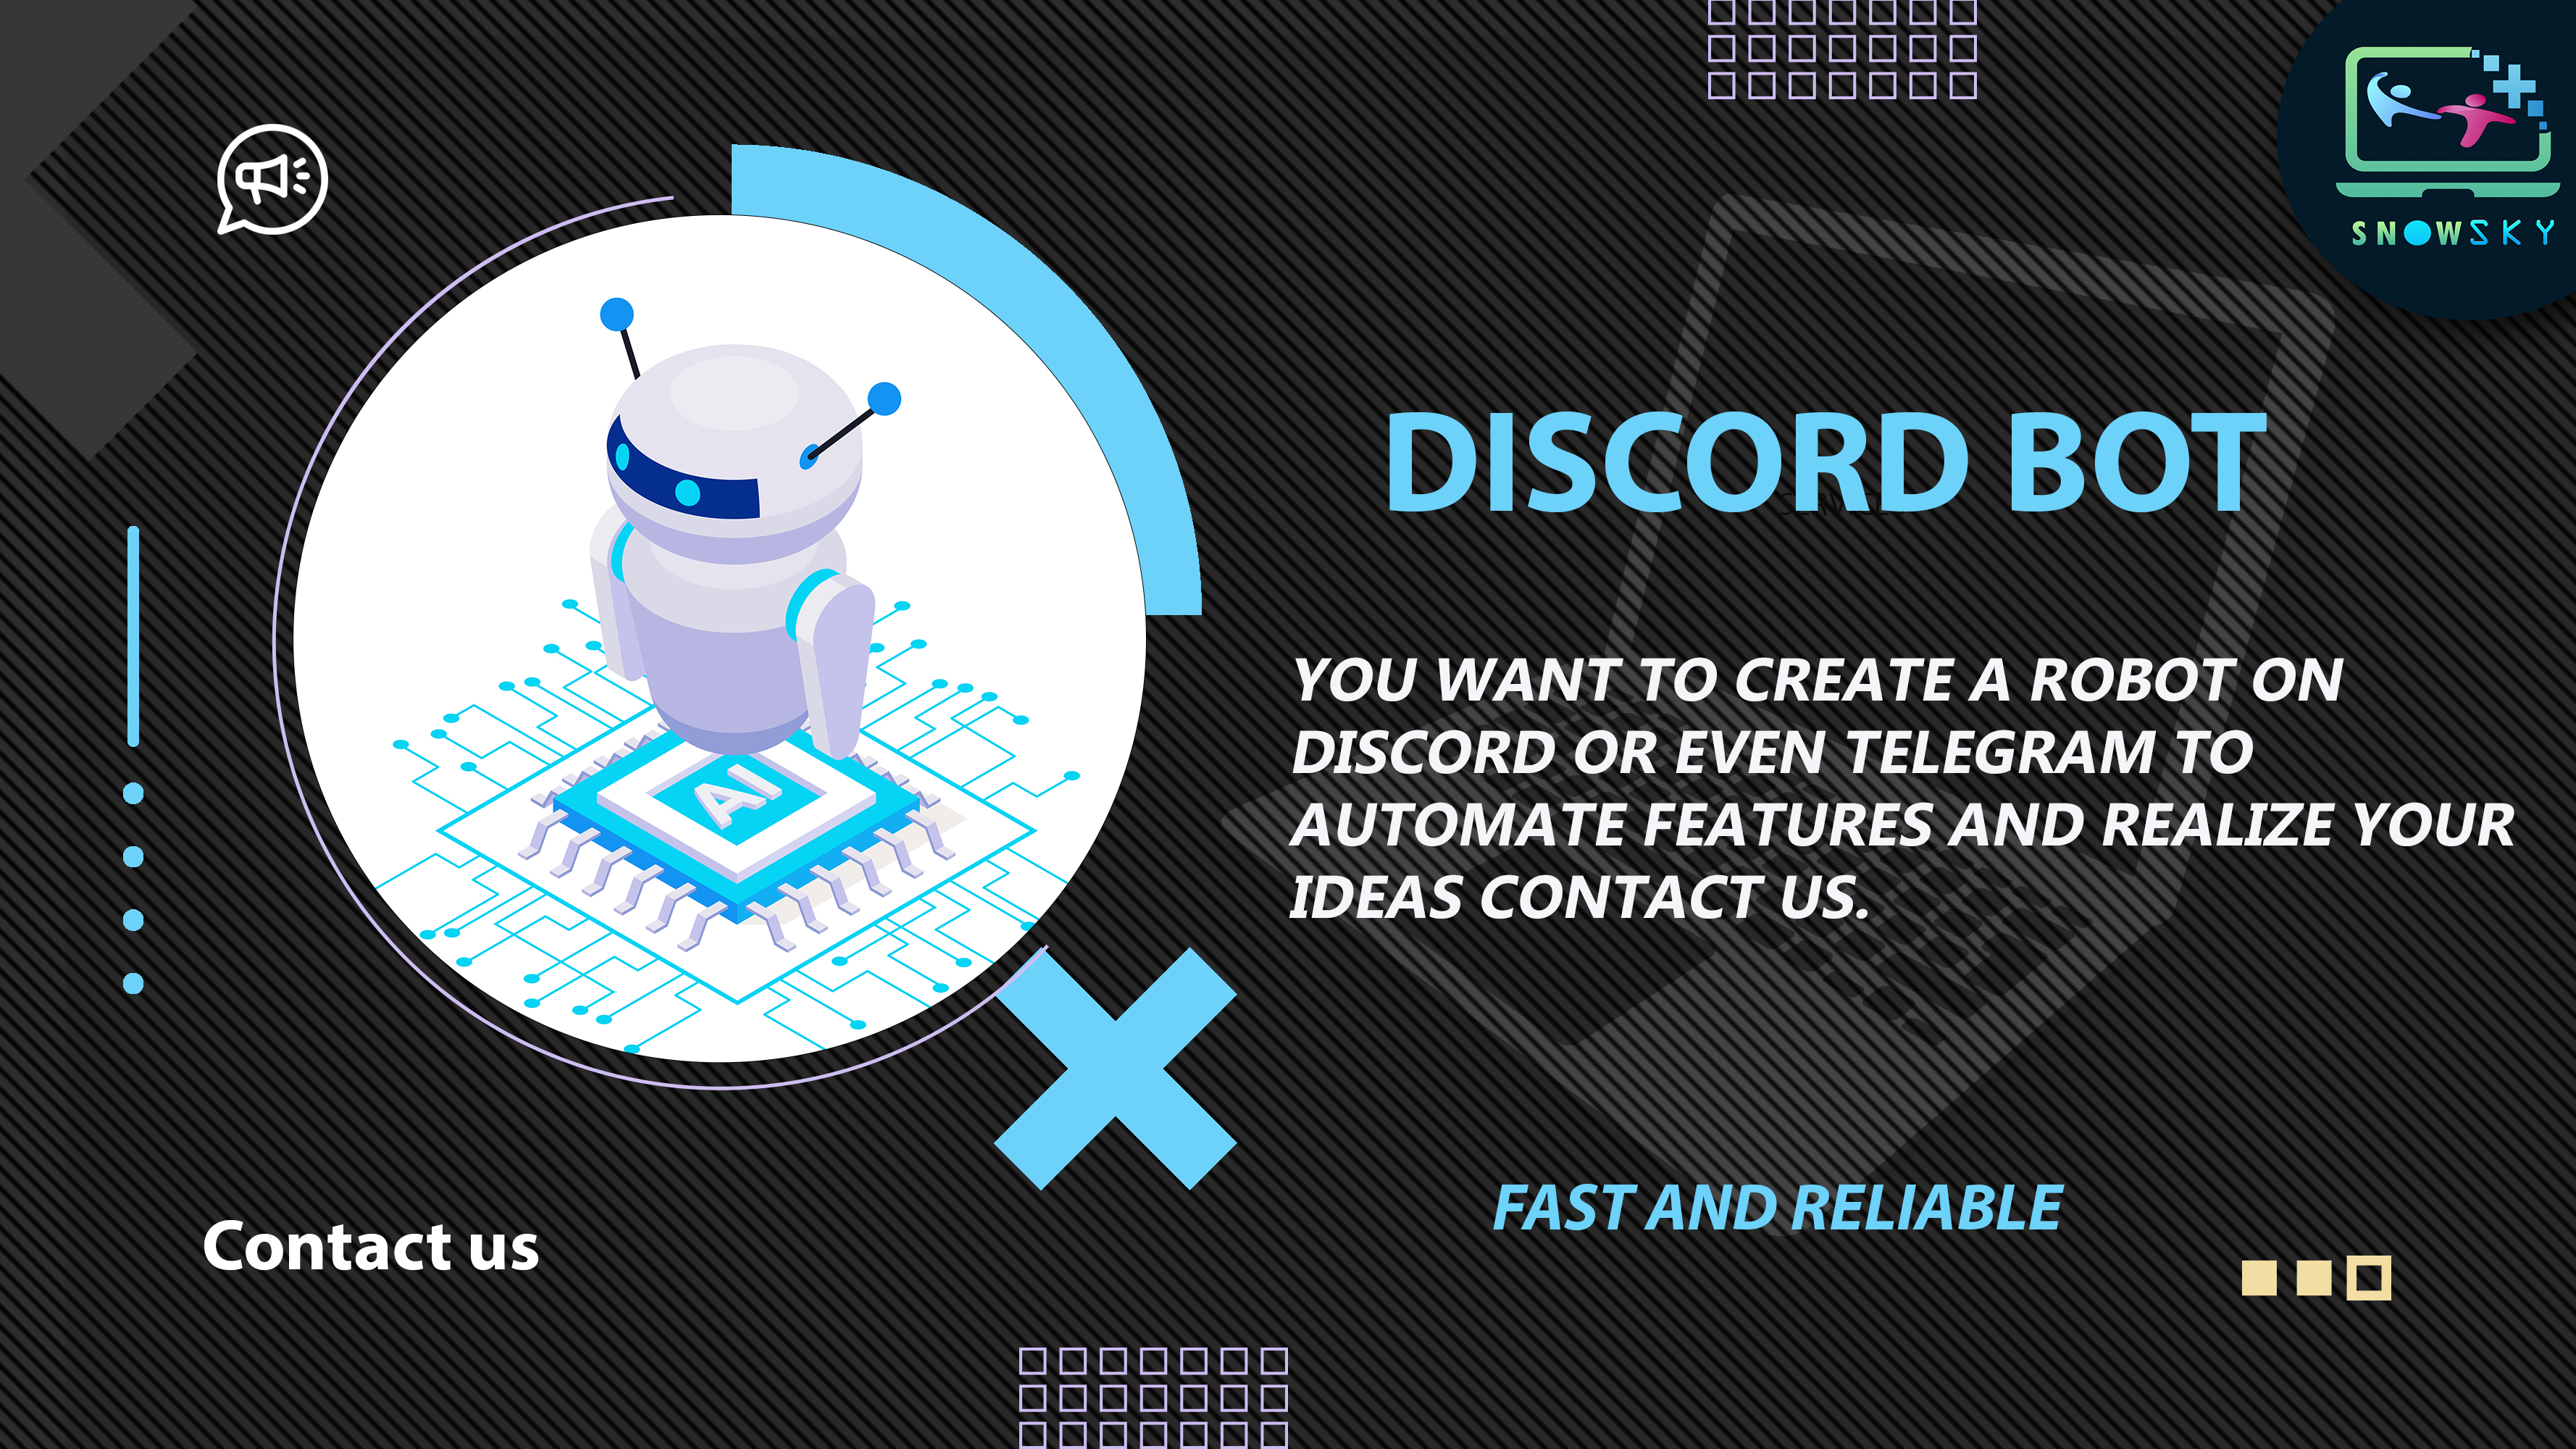 SNOWSKY
DISCORD BOT
YOU WANT TO CREATE A ROBOT ON
DISCORD OR EVEN TELEGRAM TO
AUTOMATE FEATURES AND REALIZE YOUR
IDEAS CONTACT US.
AI
FAST AND RELIABLE
Contact us